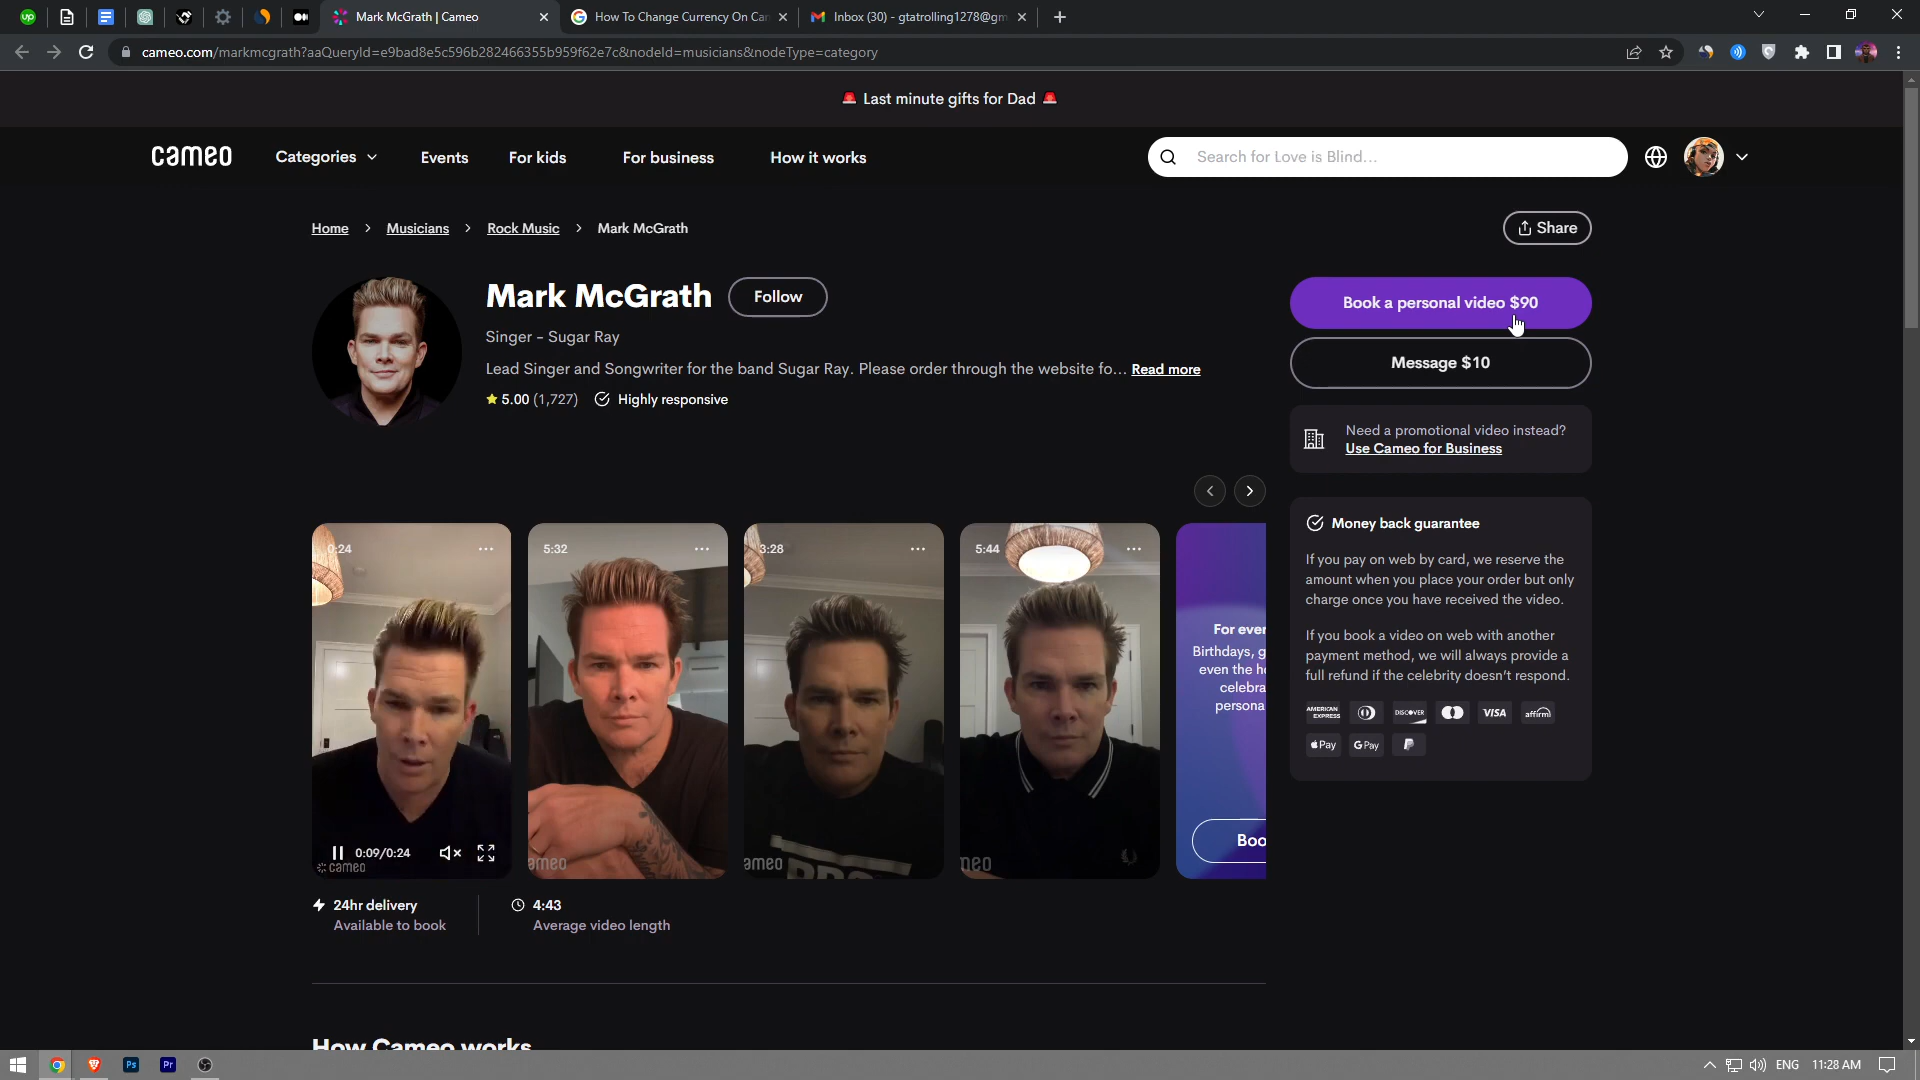 Mark McGrath | Cameo
How To Change Currency On Can
Inbox (30) - gtatrolling1278@gm
cameo.com/markmcgrath?aaQueryId=e9bad8e5c596b282466355b959f62e7c&nodeId=musicians&nodeType=category
🚨 Last minute gifts for Dad 🚨
cameo
Categories
Events
For kids
For business
How it works
Search for Love is Blind...
Home > Musicians > Rock Music > Mark McGrath
Share
Mark McGrath
Follow
Singer - Sugar Ray
Lead Singer and Songwriter for the band Sugar Ray. Please order through the website fo... Read more
5.00 (1,727) Highly responsive
Book a personal video $90
Message $10
Need a promotional video instead?
Use Cameo for Business
Money back guarantee
If you pay on web by card, we reserve the
amount when you place your order but only
charge once you have received the video.
If you book a video on web with another
payment method, we will always provide a
full refund if the celebrity doesn't respond.
AMERICAN EXPRESS
DISCOVER
VISA
affirm
Pay
G Pay
0:24
5:32
3:28
5:44
For ever
Birthdays, g
even the h
celebra
persona
Boo
0:09/0:24
cameo
ameo
ameo
neo
24hr delivery
Available to book
4:43
Average video length
How Cameo works
up
Ps
Pr
ENG
11:28 AM